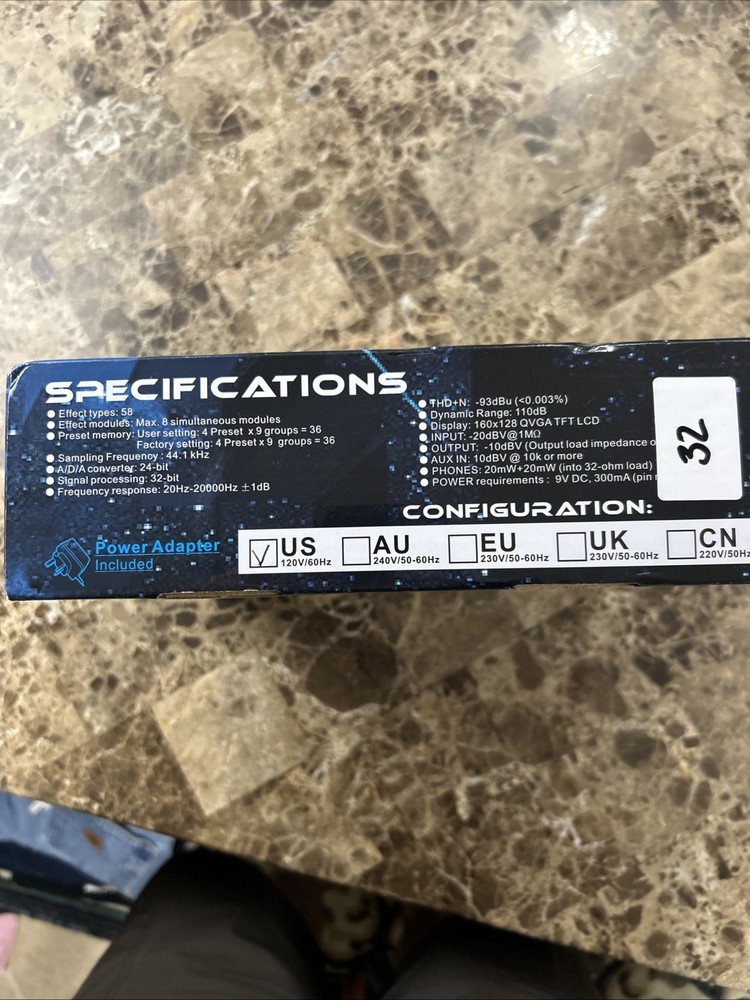 SPECIFICATIONS
● Effect types: 58
● Effect modules: Max. 8 simultaneous modules
● Preset memory: User setting: 4 Preset x 9 groups = 36
Factory setting: 4 Preset x 9 groups = 36
● Sampling Frequency : 44.1 kHz
● A/D/A converter: 24-bit
● Signal processing: 32-bit
● Frequency response: 20Hz-20000Hz ±1dB
● THD+N: -93dBu (<0.003%)
● Dynamic Range: 110dB
● Display: 160x128 QVGA TFT LCD
● INPUT: -20dBV@1MΩ
● OUTPUT: -10dBV (Output load impedance o
● AUX IN: 10dBV @ 10k or more
● PHONES: 20mW+20mW (into 32-ohm load)
● POWER requirements : 9V DC, 300mA (pin
32
CONFIGURATION:
Power Adapter
Included
☑ US 120V/60Hz
☐ AU 240V/50-60Hz
☐ EU 230V/50-60Hz
☐ UK 230V/50-60Hz
☐ CN 220V/50Hz